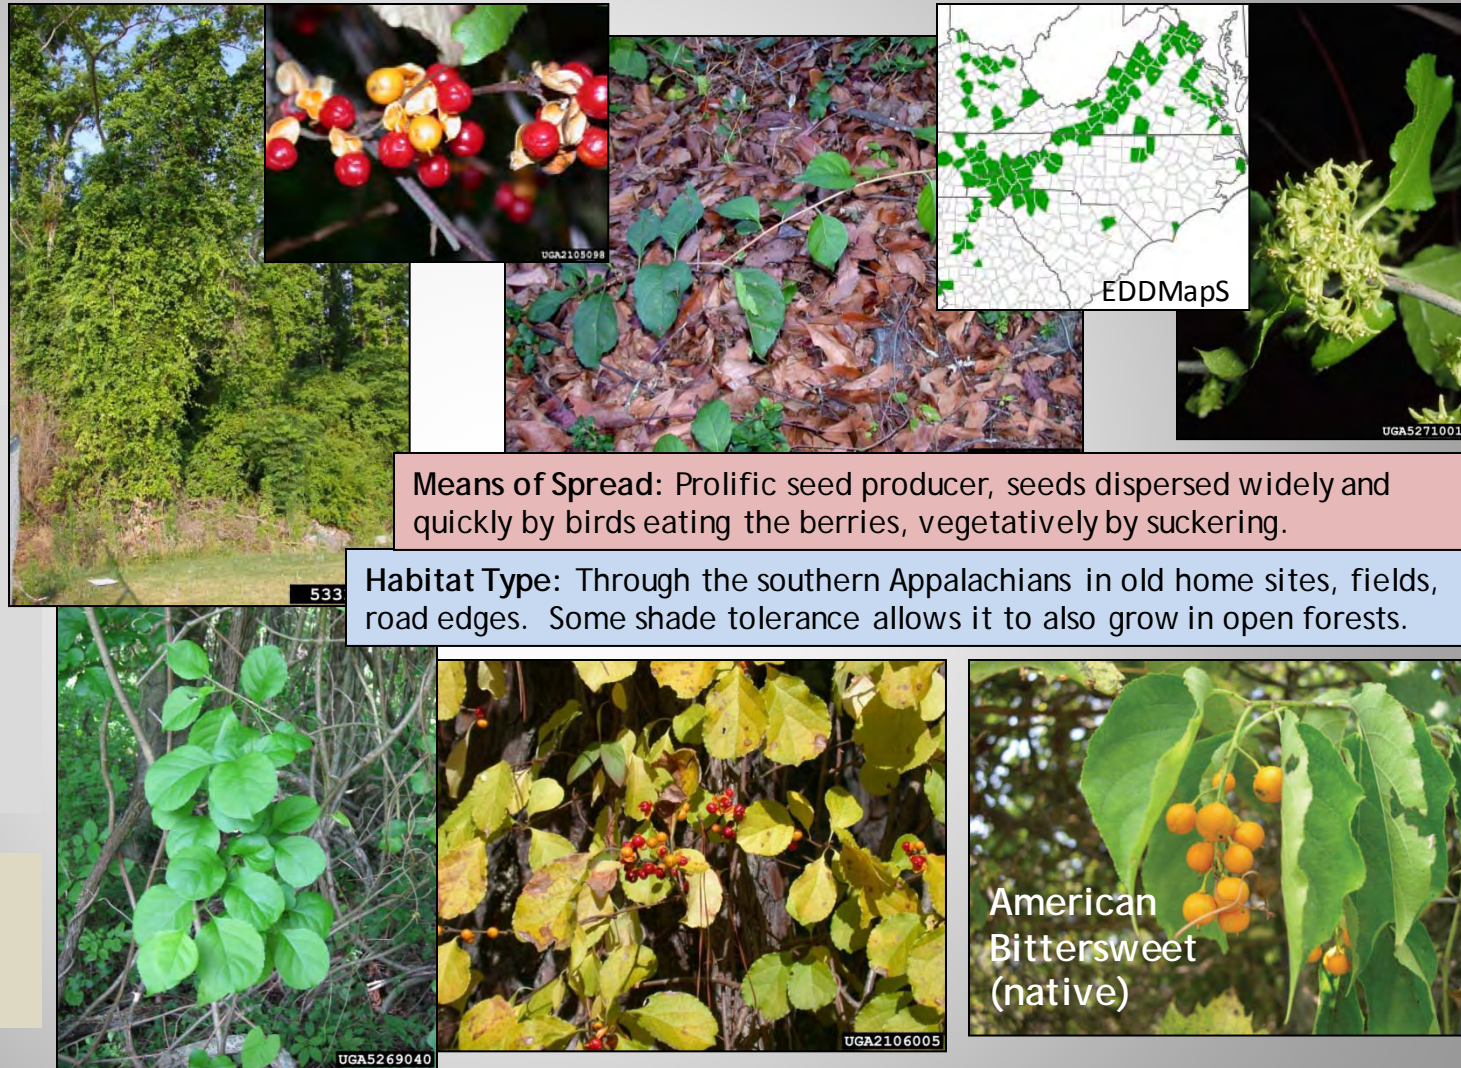 UGA2105098
EDDMapS
UGA5271001
Means of Spread: Prolific seed producer, seeds dispersed widely and
quickly by birds eating the berries, vegetatively by suckering.
533
Habitat Type: Through the southern Appalachians in old home sites, fields,
road edges. Some shade tolerance allows it to also grow in open forests.
American
Bittersweet
(native)
UGA5269040
UGA2106005